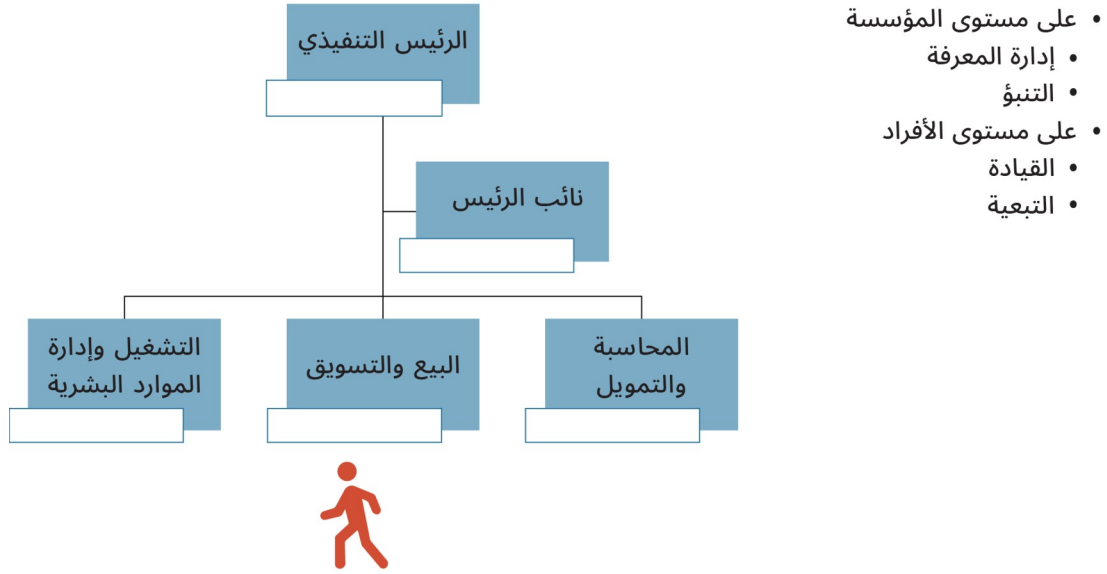 الرئيس التنفيذي
نائب الرئيس
المحاسبة
والتمويل
البيع والتسويق
التشغيل وإدارة
الموارد البشرية
• على مستوى المؤسسة
• إدارة المعرفة
• التنبؤ
• على مستوى الأفراد
• القيادة
• التبعية